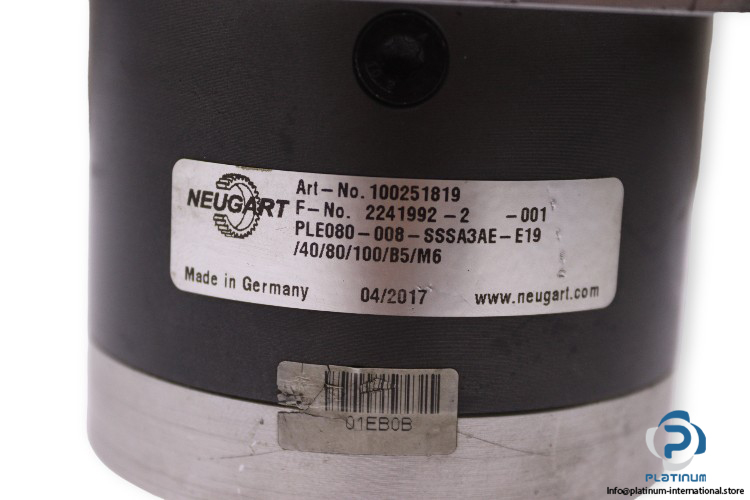 NEUGART
Art-No. 100251819
F-No. 2241992-2 -001
PLE080-008-SSSA3AE-E19
/40/80/100/B5/M6
Made in Germany 04/2017 www.neugart.com
01EB0B
PLATINUM
Info@platinum-international.store